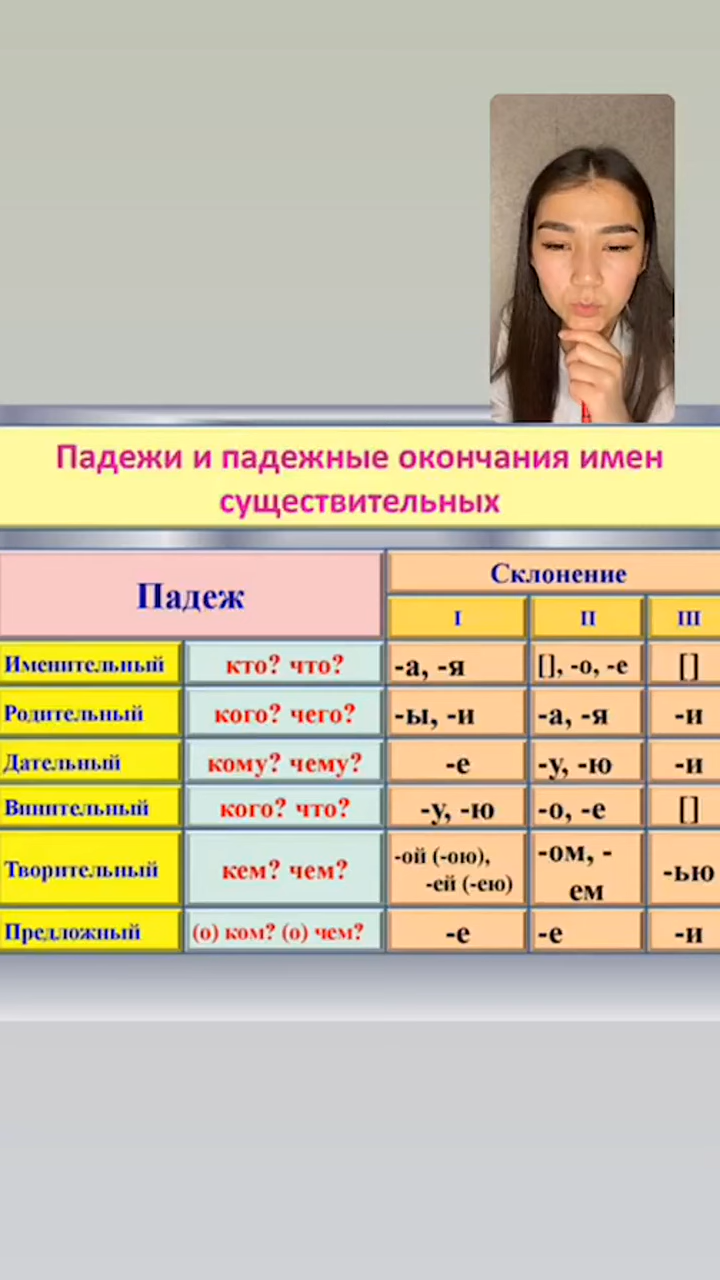 Падежи и падежные окончания имен
существительных
Падеж
Склонение
I II III
Именительный кто? что? -а, -я [], -о, -е []
Родительный кого? чего? -ы, -и -а, -я -и
Дательный кому? чему? -е -у, -ю -и
Винительный кого? что? -у, -ю -о, -е []
Творительный кем? чем? -ой (-ою), -ом, - -ью
-ей (-ею) ем
Предложный (о) ком? (о) чем? -е -е -и